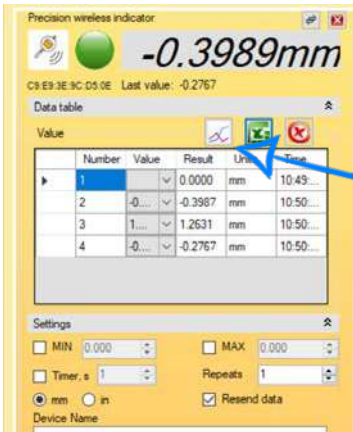 Precision wireless indicator
-0.3989mm
C9:E9:3E:9C:D5:0E Last value: -0.2767
Data table
Value
Number Value Result Time
1 0.0000 mm 10:49:...
2 -0.... -0.3987 mm 10:50:...
3 1.... 1.2631 mm 10:50:...
4 -0.... -0.2767 mm 10:50:...
Settings
MIN 0.000 MAX 0.000
Timer, s 1 Repeats 1
mm in Resend data
Device Name